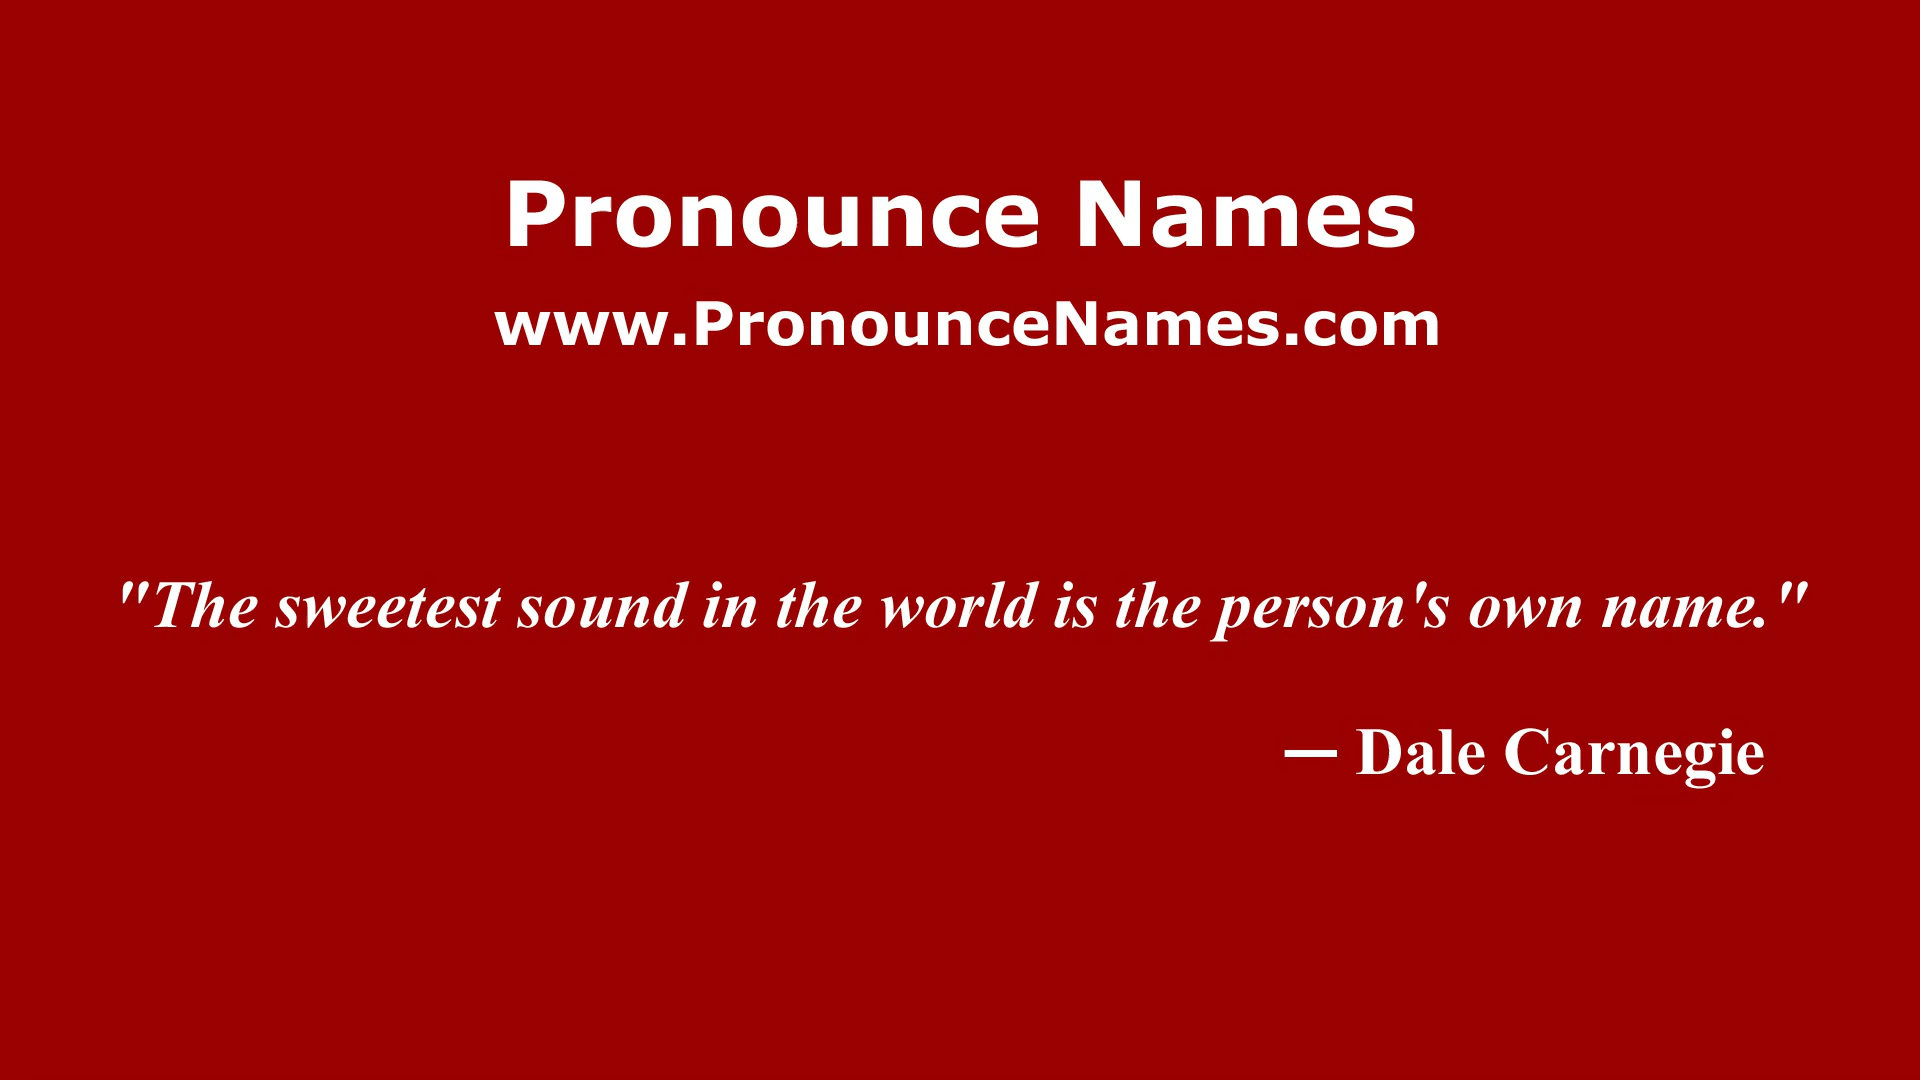 Pronounce Names
www.PronounceNames.com
"The sweetest sound in the world is the person's own name."
— Dale Carnegie